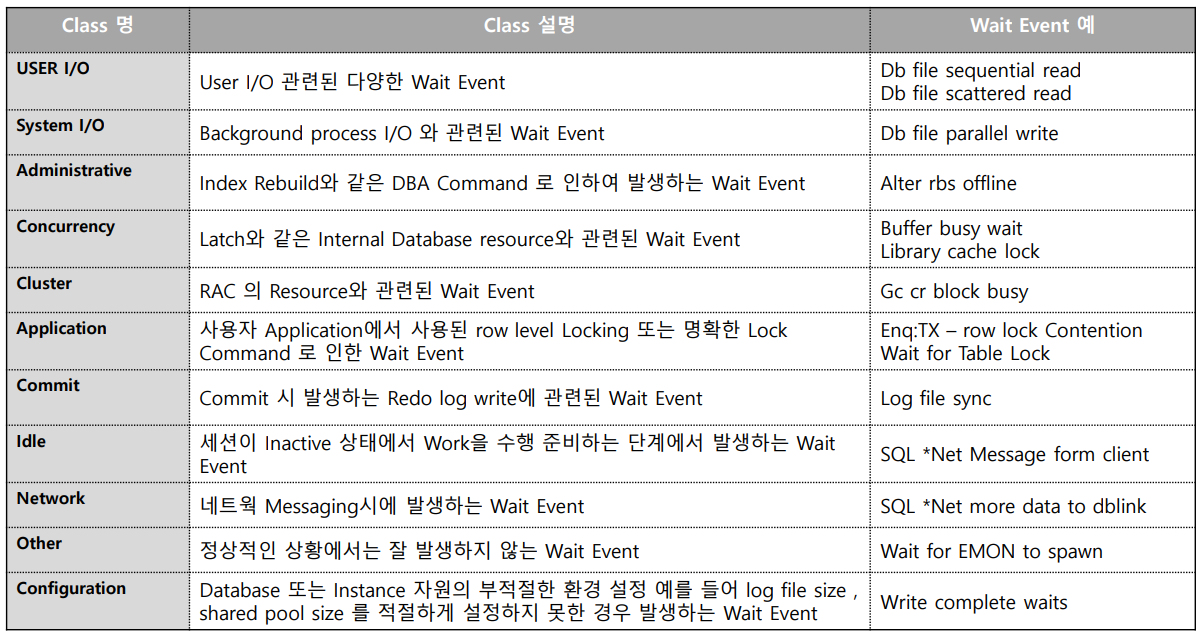 Class 명
Class 설명
Wait Event 예
USER I/O
User I/O 관련된 다양한 Wait Event
Db file sequential read
Db file scattered read
System I/O
Background process I/O 와 관련된 Wait Event
Db file parallel write
Administrative
Index Rebuild와 같은 DBA Command 로 인하여 발생하는 Wait Event
Alter rbs offline
Concurrency
Latch와 같은 Internal Database resource와 관련된 Wait Event
Buffer busy wait
Library cache lock
Cluster
RAC 의 Resource와 관련된 Wait Event
Gc cr block busy
Application
사용자 Application에서 사용된 row level Locking 또는 명확한 Lock
Command 로 인한 Wait Event
Enq:TX – row lock Contention
Wait for Table Lock
Commit
Commit 시 발생하는 Redo log write에 관련된 Wait Event
Log file sync
Idle
세션이 Inactive 상태에서 Work을 수행 준비하는 단계에서 발생하는 Wait
Event
SQL *Net Message form client
Network
네트웍 Messaging시에 발생하는 Wait Event
SQL *Net more data to dblink
Other
정상적인 상황에서는 잘 발생하지 않는 Wait Event
Wait for EMON to spawn
Configuration
Database 또는 Instance 자원의 부적절한 환경 설정 예를 들어 log file size ,
shared pool size 를 적절하게 설정하지 못한 경우 발생하는 Wait Event
Write complete waits